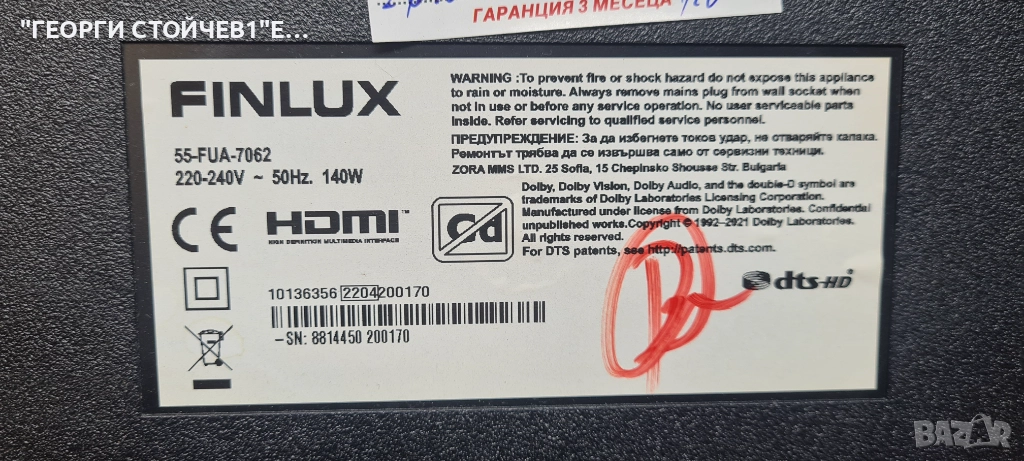 ГАРАНЦИЯ 3 МЕСЕЦА
"ГЕОРГИ СТОЙЧЕВ1"Е...
FINLUX
55-FUA-7062
220-240V ~ 50Hz. 140W
WARNING :To prevent fire or shock hazard do not expose this appliance
to rain or moisture. Always remove mains plug from wall socket when
not in use or before any service operation. No user serviceable parts
inside. Refer servicing to qualified service personnel.
ПРЕДУПРЕЖДЕНИЕ: За да избегнете токов удар, не отваряйте капака.
Ремонтът трябва да се извършва само от сервизни техници.
ZORA MMS LTD. 25 Sofia, 15 Chepinsko Shousse Str. Bulgaria
CE
HDMI™
HIGH DEFINITION MULTIMEDIA INTERFACE
Cd
Dolby, Dolby Vision, Dolby Audio, and the double-D symbol are
trademarks of Dolby Laboratories Licensing Corporation.
Manufactured under license from Dolby Laboratories. Confidential
unpublished works.Copyright © 1992-2021 Dolby Laboratories.
All rights reserved.
For DTS patents, see http://patents.dts.com.
dts-HD
10136356 2204200170
-SN: 8814450 200170
BAZAR